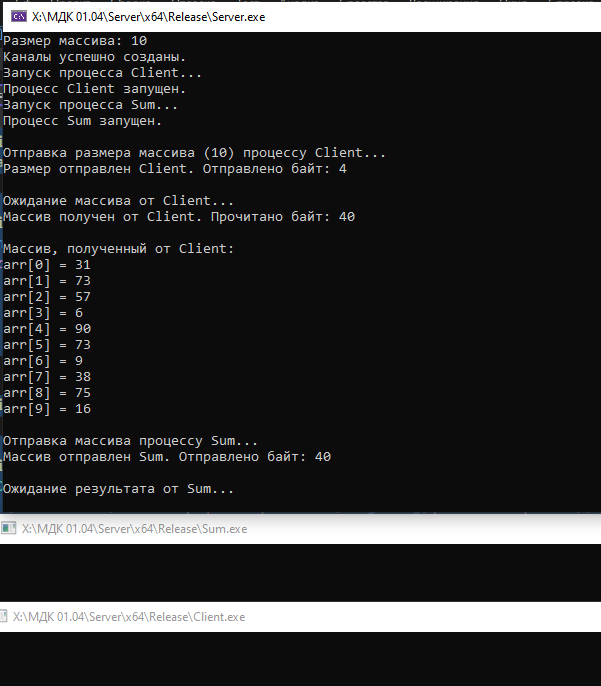 X:\МДК 01.04\Server\x64\Release\Server.exe
Размер массива: 10
Каналы успешно созданы.
Запуск процесса Client...
Процесс Client запущен.
Запуск процесса Sum...
Процесс Sum запущен.
Отправка размера массива (10) процессу Client...
Размер отправлен Client. Отправлено байт: 4
Ожидание массива от Client...
Массив получен от Client. Прочитано байт: 40
Массив, полученный от Client:
arr[0] = 31
arr[1] = 73
arr[2] = 57
arr[3] = 6
arr[4] = 90
arr[5] = 73
arr[6] = 9
arr[7] = 38
arr[8] = 75
arr[9] = 16
Отправка массива процессу Sum...
Массив отправлен Sum. Отправлено байт: 40
Ожидание результата от Sum...
X:\МДК 01.04\Server\x64\Release\Sum.exe
X:\МДК 01.04\Server\x64\Release\Client.exe